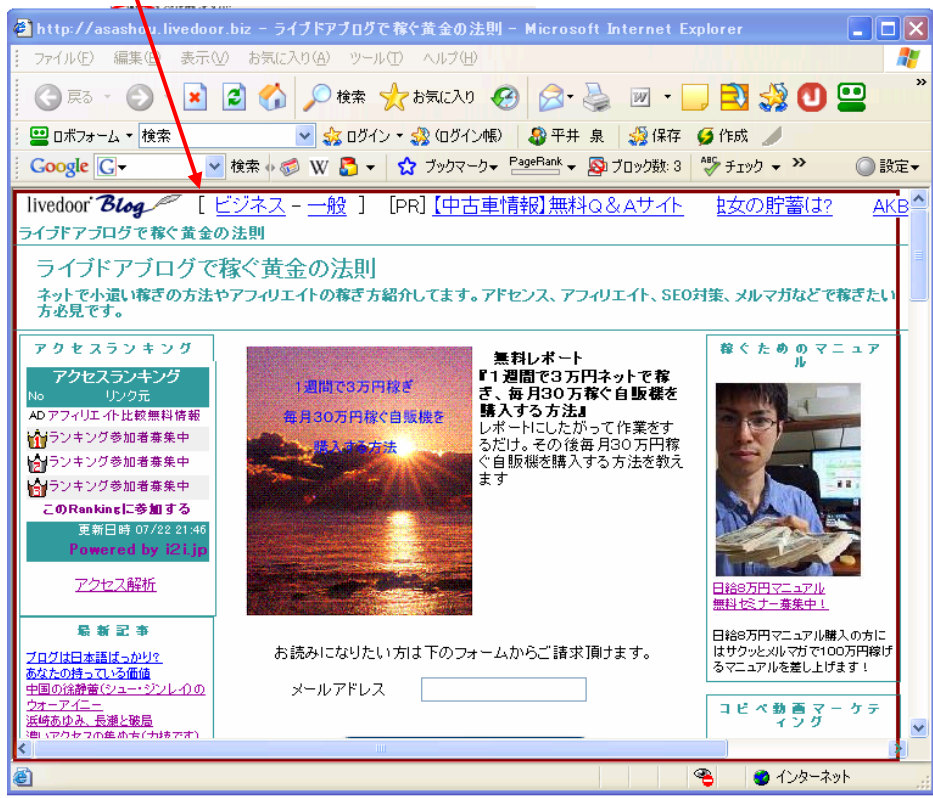 http://asashou.livedoor.biz - ライブドアブログで稼ぐ黄金の法則 - Microsoft Internet Explorer
ファイル(F) 編集(E) 表示(V) お気に入り(A) ツール(T) ヘルプ(H)
戻る 検索 お気に入り
ロボフォーム 検索 ログイン (ログイン帳) 平井 泉 保存 作成
Google G 検索 W ブックマーク PageRank ブロック数: 3 チェック 設定
livedoor Blog [ ビジネス - 一般 ] [PR]【中古車情報】無料Q&Aサイト 女の貯蓄は? AKB
ライブドアブログで稼ぐ黄金の法則
ライブドアブログで稼ぐ黄金の法則
ネットで小遣い稼ぎの方法やアフィリエイトの稼ぎ方紹介してます。アドセンス、アフィリエイト、SEO対策、メルマガなどで稼ぎたい
方必見です。
アクセスランキング
アクセスランキング
No リンク元
AD アフィリエイト比較無料情報
1 ランキング参加者募集中
2 ランキング参加者募集中
3 ランキング参加者募集中
このRankingに参加する
更新日時 07/22 21:46
Powered by i2i.jp
アクセス解析
最新記事
ブログは日本語ばっかり?
あなたの持っている価値
中国の徐静蕾(シュー・ジンレイ)の
ウォーアイニー
浜崎あゆみ、長瀬と破局
濃いアクセスの集め方(力技です)
1週間で3万円稼ぎ
毎月30万円稼ぐ自販機を
購入する方法
無料レポート
『1週間で3万円ネットで稼
ぎ、毎月30万稼ぐ自販機を
購入する方法』
レポートにしたがって作業をす
るだけ。その後毎月30万円稼
ぐ自販機を購入する方法を教え
ます
お読みになりたい方は下のフォームからご請求頂けます。
メールアドレス
稼ぐためのマニュア
ル
日給8万円マニュアル
無料セミナー募集中!
日給8万円マニュアル購入の方に
はサクッとメルマガで100万円稼げ
るマニュアルを差し上げます!
コピペ動画マーケテ
ィング
インターネット